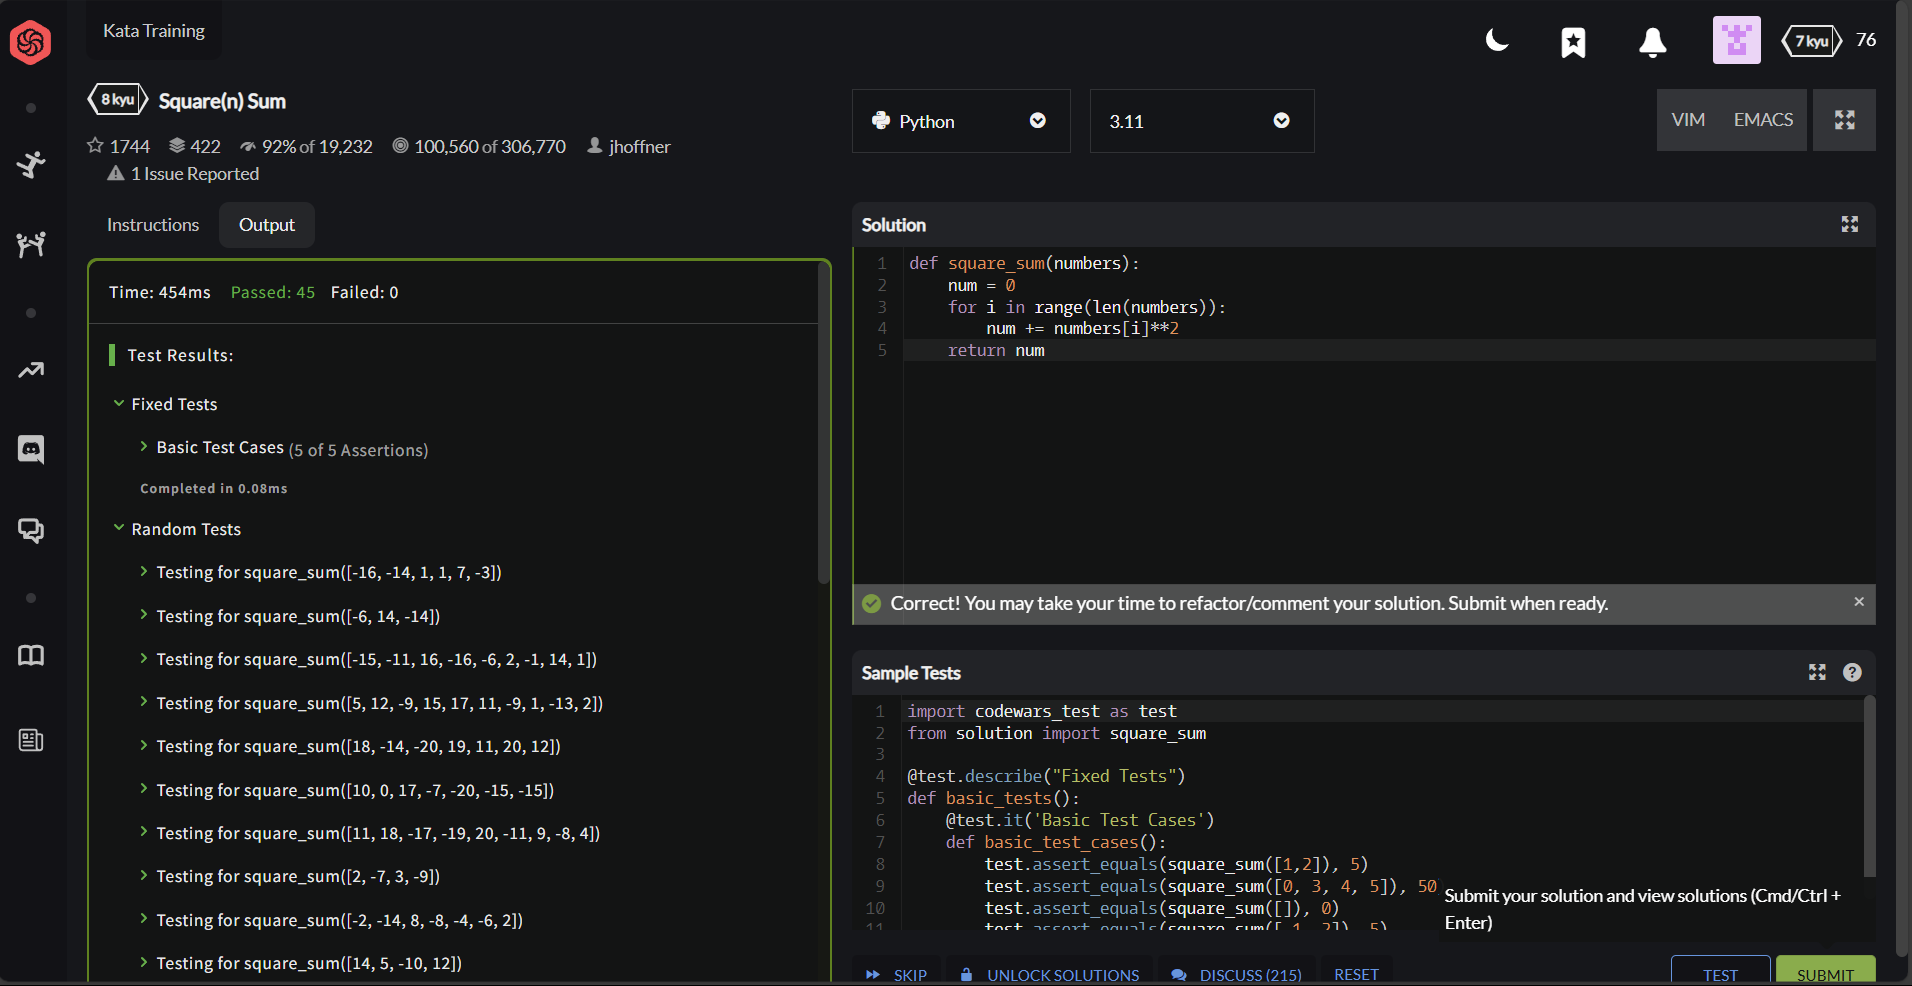 Kata Training
7 kyu 76
8 kyu Square(n) Sum
1744 422 92% of 19,232 100,560 of 306,770 jhoffner
1 Issue Reported
Python
3.11
VIM EMACS
Instructions Output
Time: 454ms Passed: 45 Failed: 0
Test Results:
Fixed Tests
Basic Test Cases (5 of 5 Assertions)
Completed in 0.08ms
Random Tests
Testing for square_sum([-16, -14, 1, 1, 7, -3])
Testing for square_sum([-6, 14, -14])
Testing for square_sum([-15, -11, 16, -16, -6, 2, -1, 14, 1])
Testing for square_sum([5, 12, -9, 15, 17, 11, -9, 1, -13, 2])
Testing for square_sum([18, -14, -20, 19, 11, 20, 12])
Testing for square_sum([10, 0, 17, -7, -20, -15, -15])
Testing for square_sum([11, 18, -17, -19, 20, -11, 9, -8, 4])
Testing for square_sum([2, -7, 3, -9])
Testing for square_sum([-2, -14, 8, -8, -4, -6, 2])
Testing for square_sum([14, 5, -10, 12])
Solution
1 def square_sum(numbers):
2 num = 0
3 for i in range(len(numbers)):
4 num += numbers[i]**2
5 return num
Correct! You may take your time to refactor/comment your solution. Submit when ready.
Sample Tests
1 import codewars_test as test
2 from solution import square_sum
3
4 @test.describe("Fixed Tests")
5 def basic_tests():
6 @test.it('Basic Test Cases')
7 def basic_test_cases():
8 test.assert_equals(square_sum([1,2]), 5)
9 test.assert_equals(square_sum([0, 3, 4, 5]), 50
10 test.assert_equals(square_sum([]), 0)
11 test.assert_equals(square_sum([
Submit your solution and view solutions (Cmd/Ctrl +
Enter)
SKIP UNLOCK SOLUTIONS DISCUSS (215) RESET TEST SUBMIT